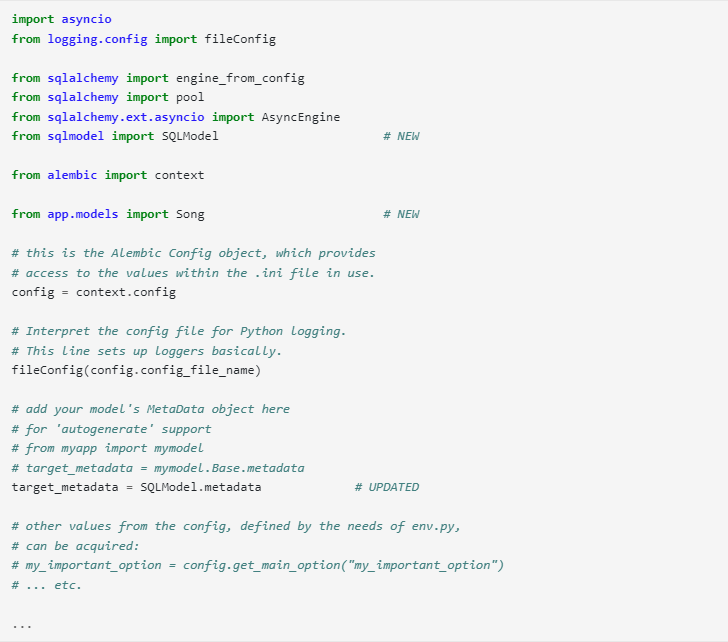 import asyncio
from logging.config import fileConfig
from sqlalchemy import engine_from_config
from sqlalchemy import pool
from sqlalchemy.ext.asyncio import AsyncEngine
from sqlmodel import SQLModel                       # NEW
from alembic import context
from app.models import Song                         # NEW
# this is the Alembic Config object, which provides
# access to the values within the .ini file in use.
config = context.config
# Interpret the config file for Python logging.
# This line sets up loggers basically.
fileConfig(config.config_file_name)
# add your model's MetaData object here
# for 'autogenerate' support
# from myapp import mymodel
# target_metadata = mymodel.Base.metadata
target_metadata = SQLModel.metadata             # UPDATED
# other values from the config, defined by the needs of env.py,
# can be acquired:
# my_important_option = config.get_main_option("my_important_option")
# ... etc.
...